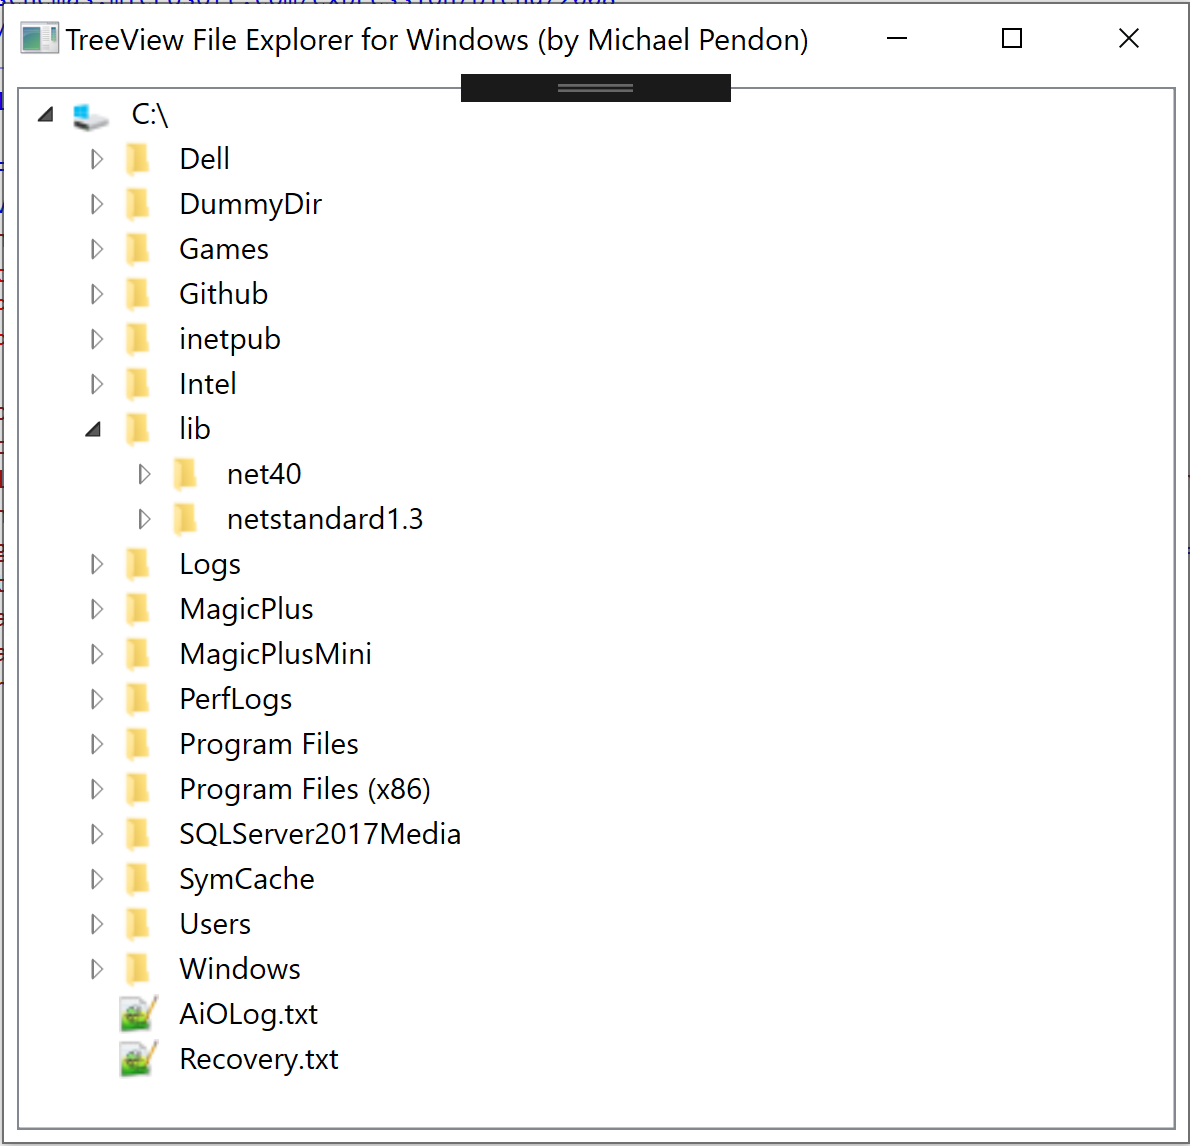 TreeView File Explorer for Windows (by Michael Pendon)
C:\
Dell
DummyDir
Games
Github
inetpub
Intel
lib
net40
netstandard1.3
Logs
MagicPlus
MagicPlusMini
PerfLogs
Program Files
Program Files (x86)
SQLServer2017Media
SymCache
Users
Windows
AiOLog.txt
Recovery.txt